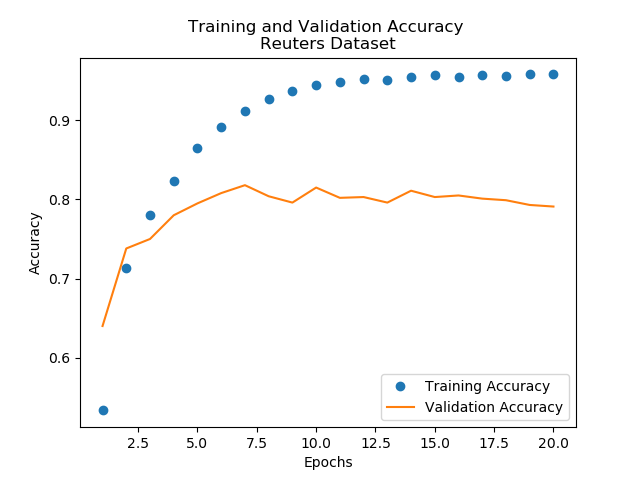 Training and Validation Accuracy
Reuters Dataset
Accuracy
0.9
0.8
0.7
0.6
Training Accuracy
Validation Accuracy
2.5 5.0 7.5 10.0 12.5 15.0 17.5 20.0
Epochs